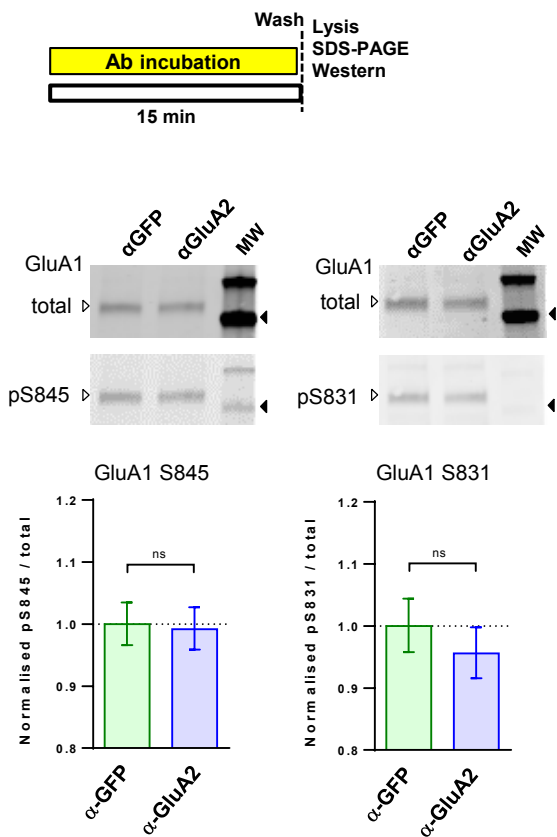 Wash
Lysis
SDS-PAGE
Western
Ab incubation
15 min
αGFP
αGluA2
MW
GluA1
total
pS845
αGFP
αGluA2
MW
GluA1
total
pS831
GluA1 S845
Normalised pS845 / total
1.2
1.1
1.0
0.9
0.8
ns
α-GFP
α-GluA2
GluA1 S831
Normalised pS831 / total
1.2
1.1
1.0
0.9
0.8
ns
α-GFP
α-GluA2